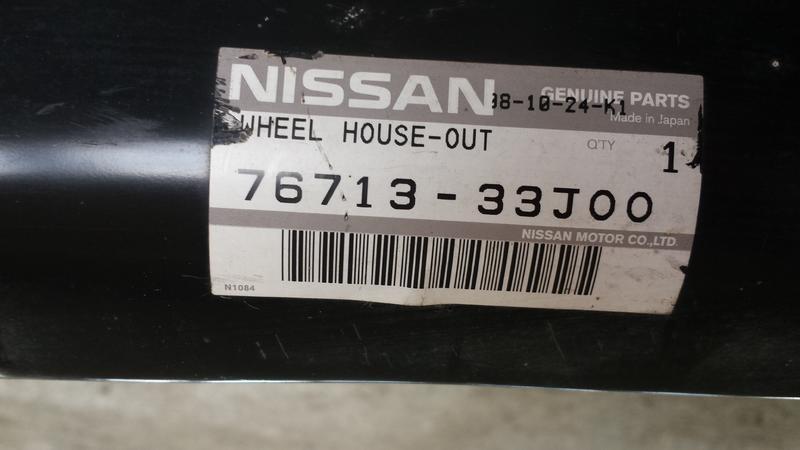 NISSAN
GENUINE PARTS
98-10-24-K1
Made in Japan
WHEEL HOUSE-OUT
Q'TY
1
76713-33J00
NISSAN MOTOR CO.,LTD.
N1084